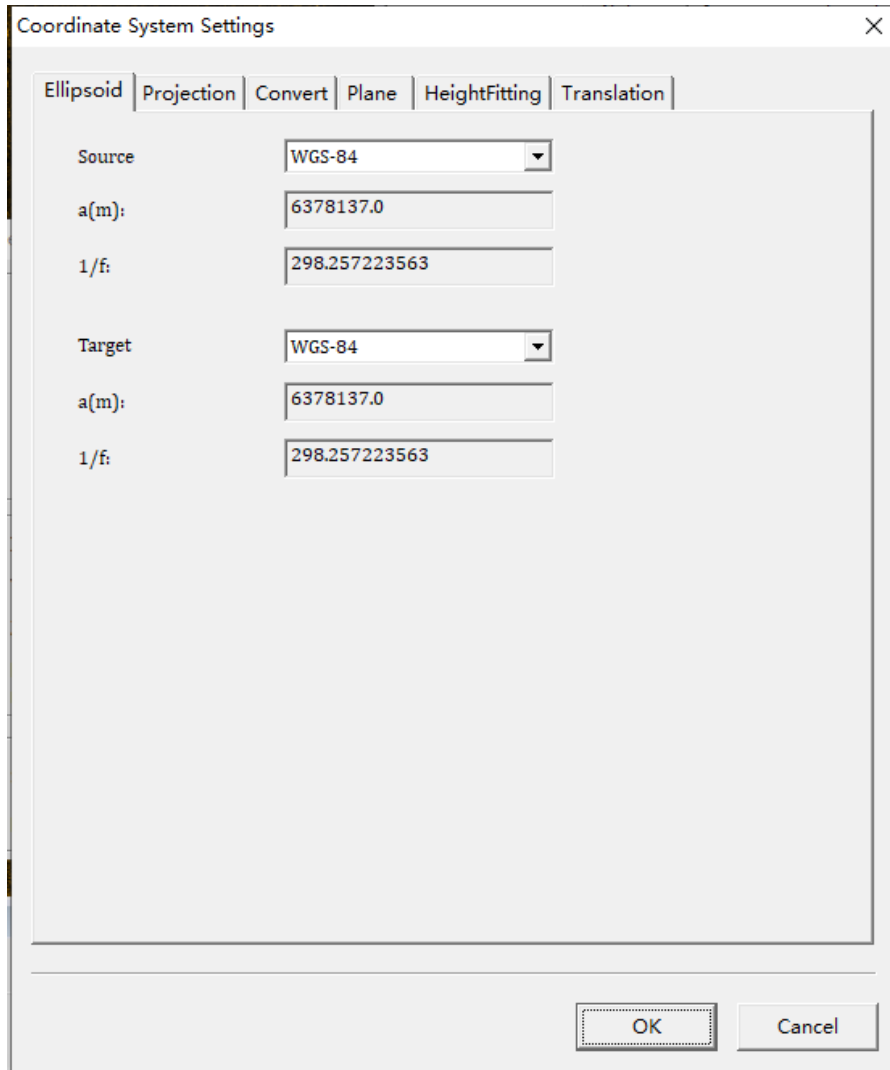 Coordinate System Settings
Ellipsoid Projection Convert Plane HeightFitting Translation
Source WGS-84
a(m): 6378137.0
1/f: 298.257223563
Target WGS-84
a(m): 6378137.0
1/f: 298.257223563
OK Cancel